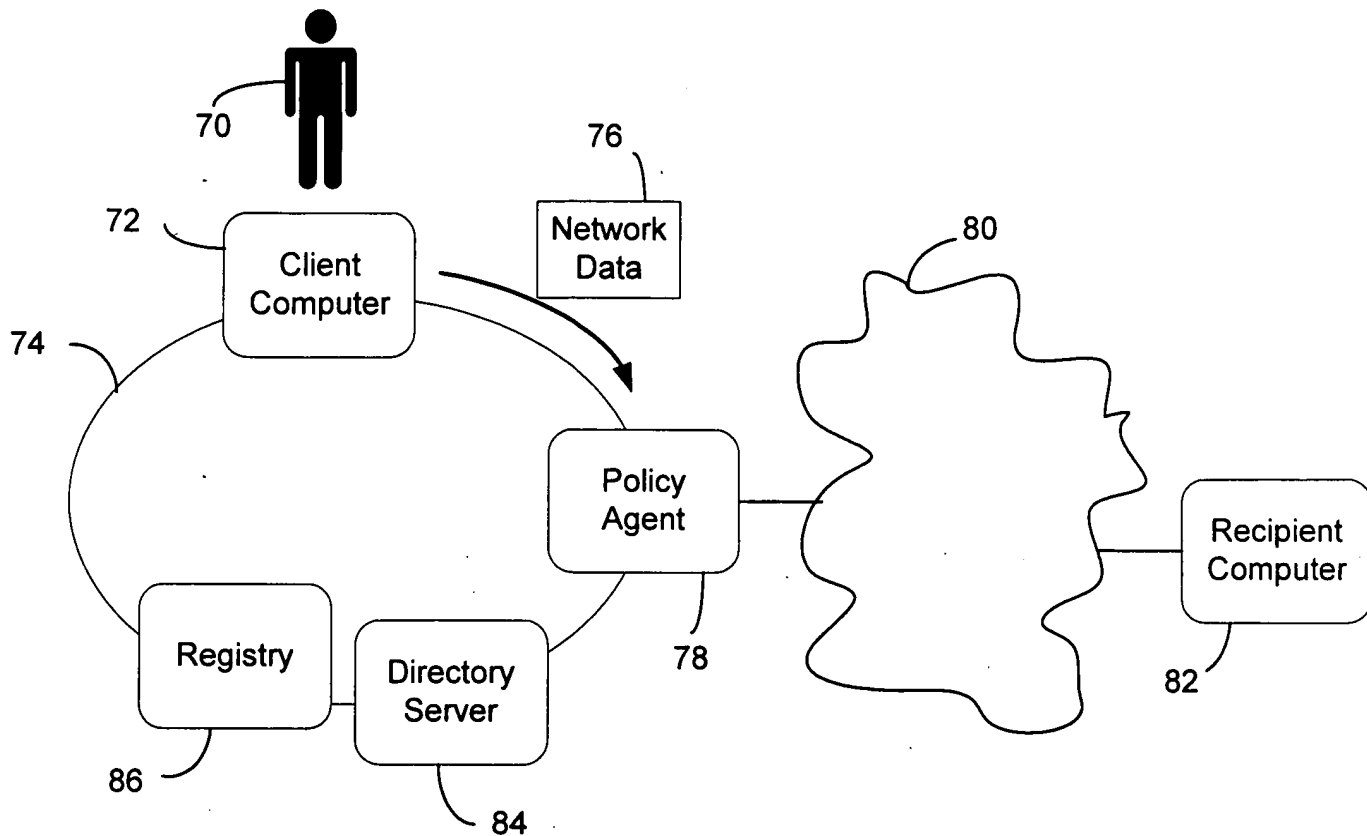 70
76
72
Network
Data
80
Client
Computer
74
Policy
Agent
Recipient
Computer
Registry
Directory
Server
78
82
86
84